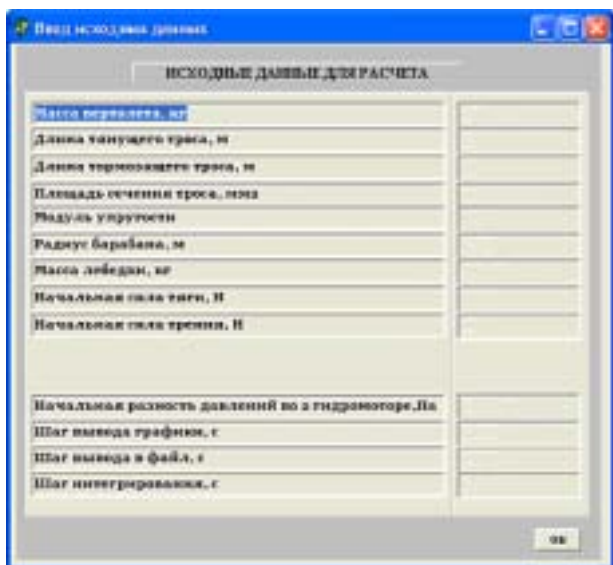 Ввод исходных данных
ИСХОДНЫЕ ДАННЫЕ ДЛЯ РАСЧЕТА
Масса вертолета, кг
Длина тянущего троса, м
Длина тормозящего троса, м
Площадь сечения троса, мм2
Модуль упругости
Радиус барабана, м
Масса лебедки, кг
Начальная сила тяги, Н
Начальная сила трения, Н
Начальная разность давлений во 2 гидромоторе,Па
Шаг вывода графики, с
Шаг вывода в файл, с
Шаг интегрирования, с
ок